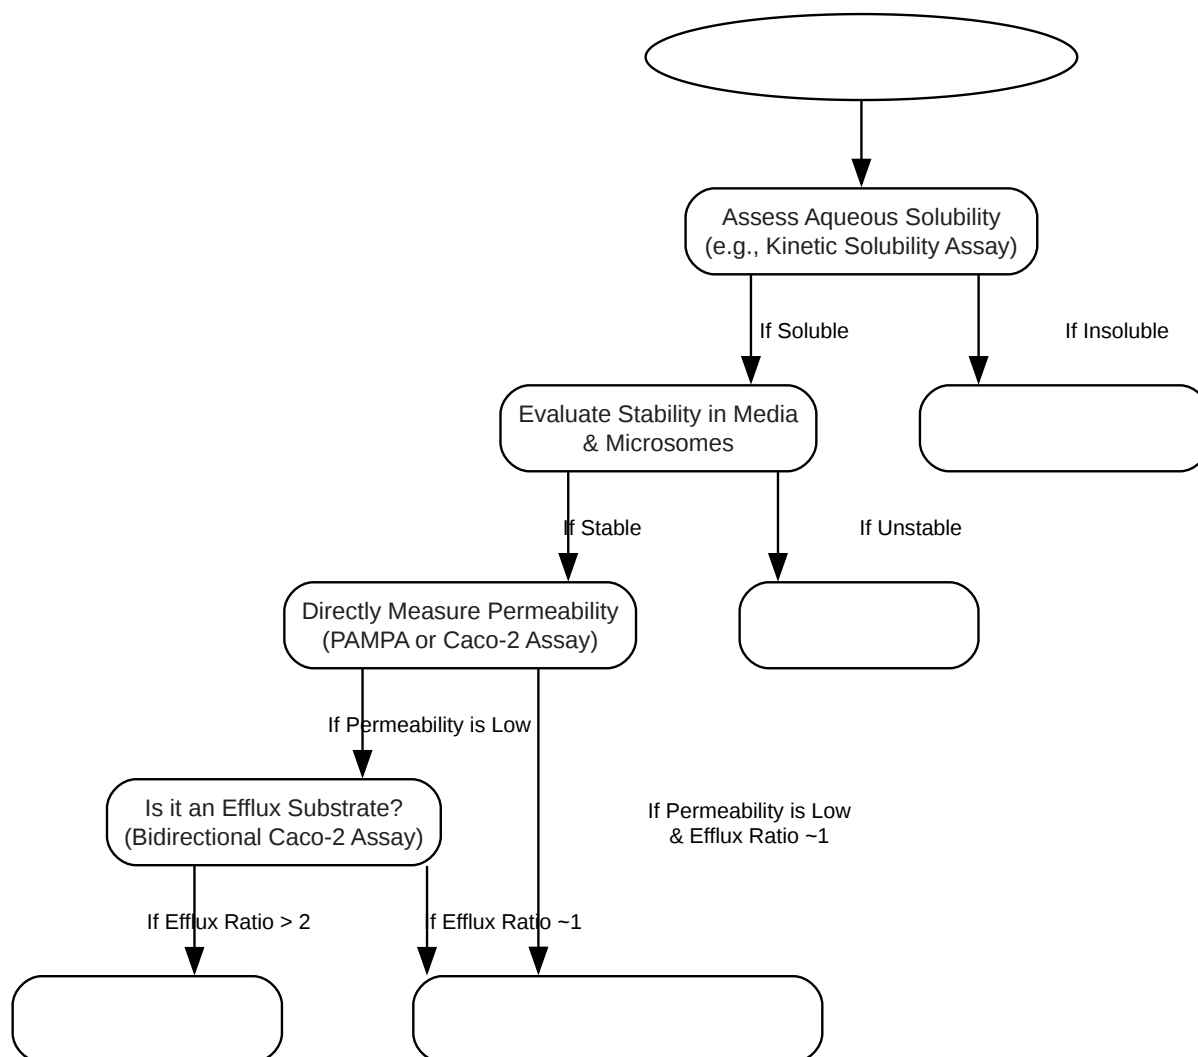 Assess Aqueous Solubility
(e.g., Kinetic Solubility Assay)
If Soluble
If Insoluble
Evaluate Stability in Media
& Microsomes
If Stable
If Unstable
Directly Measure Permeability
(PAMPA or Caco-2 Assay)
If Permeability is Low
Is it an Efflux Substrate?
(Bidirectional Caco-2 Assay)
If Permeability is Low
& Efflux Ratio ~1
If Efflux Ratio > 2
If Efflux Ratio ~1